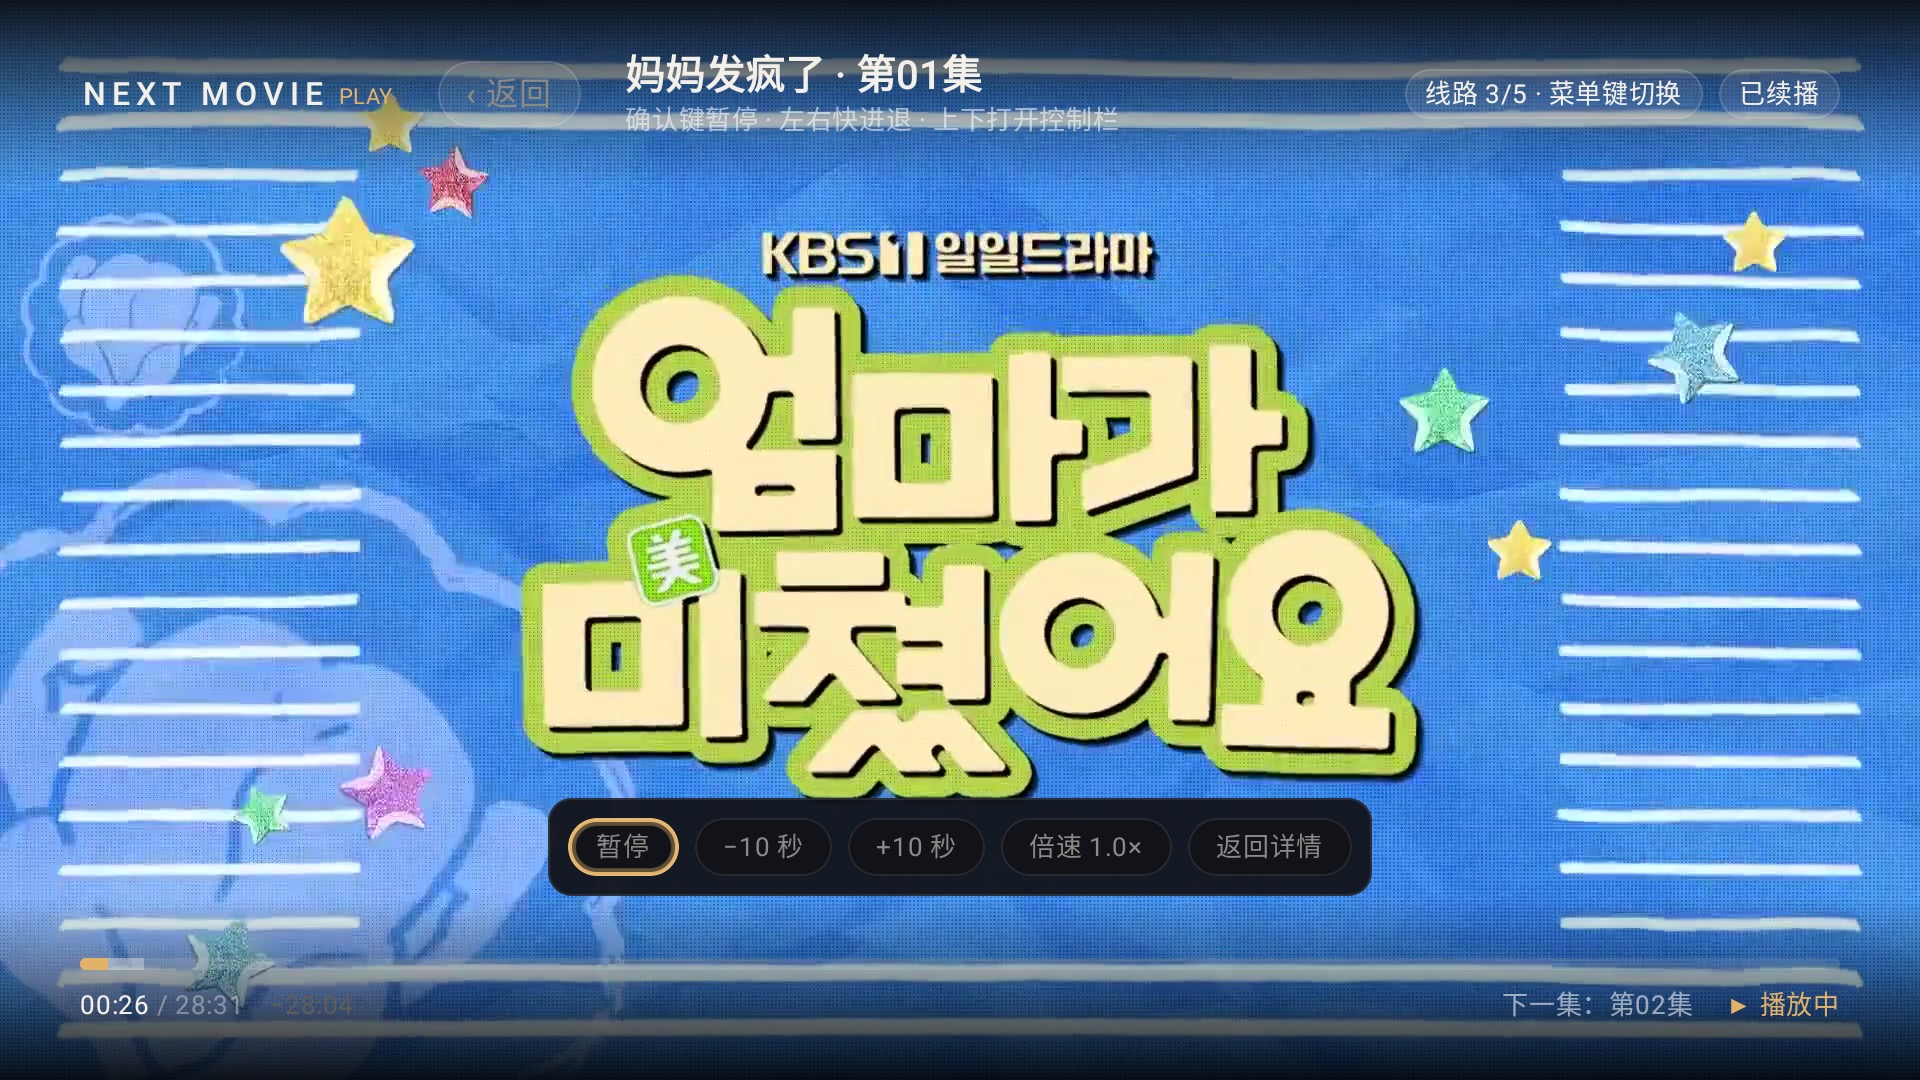 NEXT MOVIE PLAY
‹ 返回
妈妈发疯了 · 第01集
确认键暂停 · 左右快进退 · 上下打开控制栏
线路 3/5 · 菜单键切换
已续播
KBS1 일일드라마
엄마가
美
미쳤어요
暂停
−10 秒
+10 秒
倍速 1.0×
返回详情
00:26 / 28:31 −28:04
下一集：第02集
► 播放中